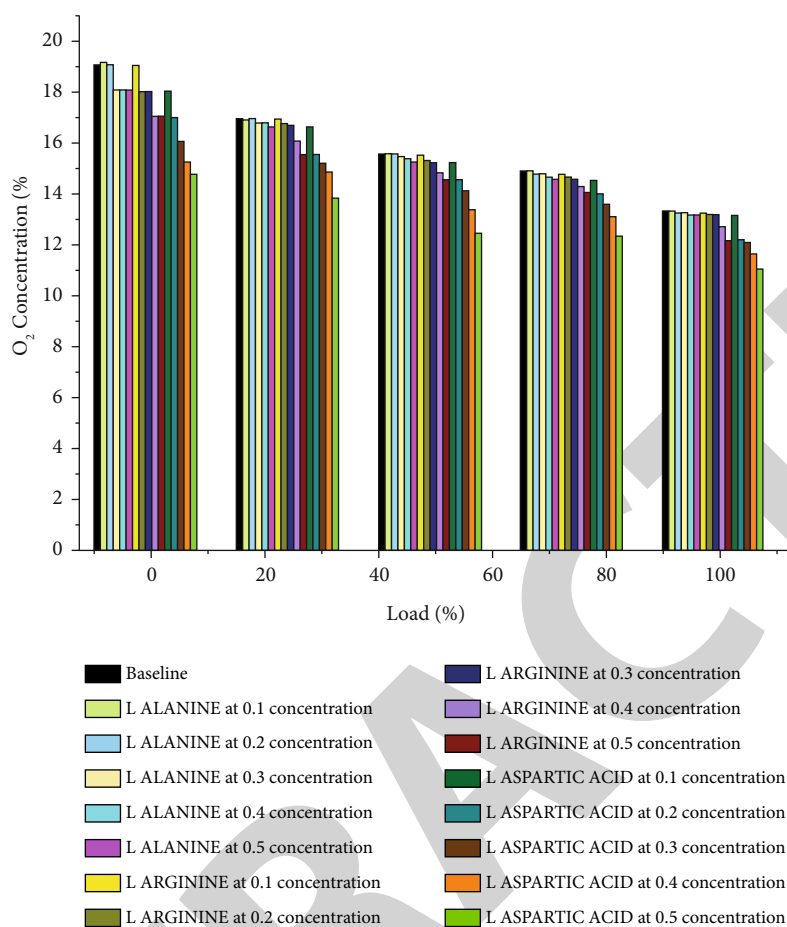 20
18
16
14
12
10
8
6
4
2
0
O₂ Concentration (%
0 20 40 60 80 100
Load (%)
Baseline
L ALANINE at 0.1 concentration
L ALANINE at 0.2 concentration
L ALANINE at 0.3 concentration
L ALANINE at 0.4 concentration
L ALANINE at 0.5 concentration
L ARGININE at 0.1 concentration
L ARGININE at 0.2 concentration
L ARGININE at 0.3 concentration
L ARGININE at 0.4 concentration
L ARGININE at 0.5 concentration
L ASPARTIC ACID at 0.1 concentration
L ASPARTIC ACID at 0.2 concentration
L ASPARTIC ACID at 0.3 concentration
L ASPARTIC ACID at 0.4 concentration
L ASPARTIC ACID at 0.5 concentration